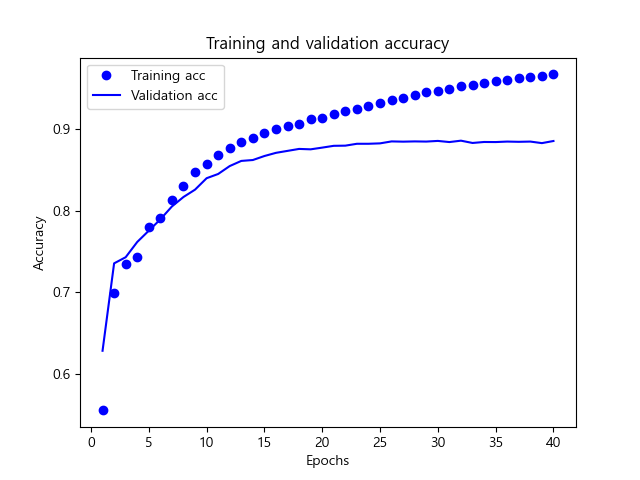 Training and validation accuracy
Training acc
Validation acc
0.9
0.8
0.7
0.6
Accuracy
0 5 10 15 20 25 30 35 40
Epochs